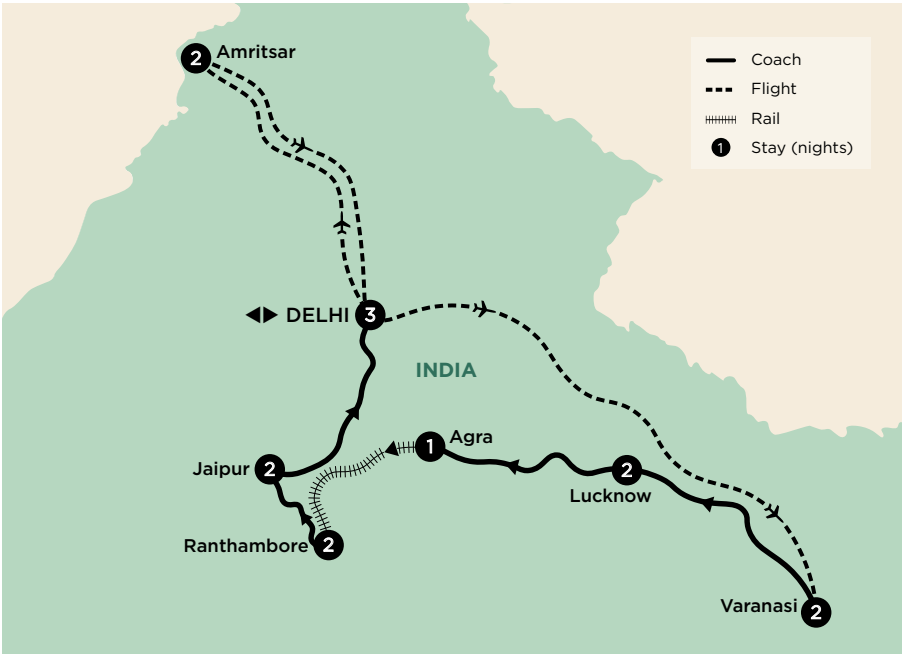 2 Amritsar
Coach
Flight
Rail
1 Stay (nights)
DELHI 3
INDIA
1 Agra
Jaipur 2
2
Lucknow
Ranthambore 2
Varanasi 2